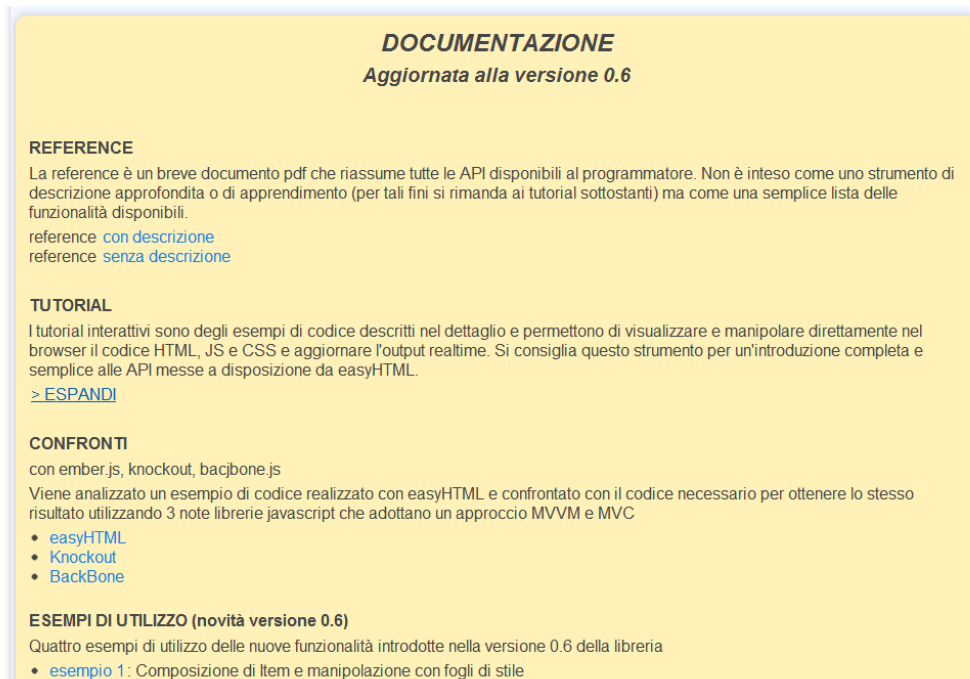 DOCUMENTAZIONE
Aggiornata alla versione 0.6
REFERENCE
La reference è un breve documento pdf che riassume tutte le API disponibili al programmatore. Non è inteso come uno strumento di
descrizione approfondita o di apprendimento (per tali fini si rimanda ai tutorial sottostanti) ma come una semplice lista delle
funzionalità disponibili.
reference con descrizione
reference senza descrizione
TUTORIAL
I tutorial interattivi sono degli esempi di codice descritti nel dettaglio e permettono di visualizzare e manipolare direttamente nel
browser il codice HTML, JS e CSS e aggiornare l'output realtime. Si consiglia questo strumento per un'introduzione completa e
semplice alle API messe a disposizione da easyHTML.
> ESPANDI
CONFRONTI
con ember.js, knockout, bacjbone.js
Viene analizzato un esempio di codice realizzato con easyHTML e confrontato con il codice necessario per ottenere lo stesso
risultato utilizzando 3 note librerie javascript che adottano un approccio MVVM e MVC
• easyHTML
• Knockout
• BackBone
ESEMPI DI UTILIZZO (novità versione 0.6)
Quattro esempi di utilizzo delle nuove funzionalità introdotte nella versione 0.6 della libreria
• esempio 1: Composizione di Item e manipolazione con fogli di stile